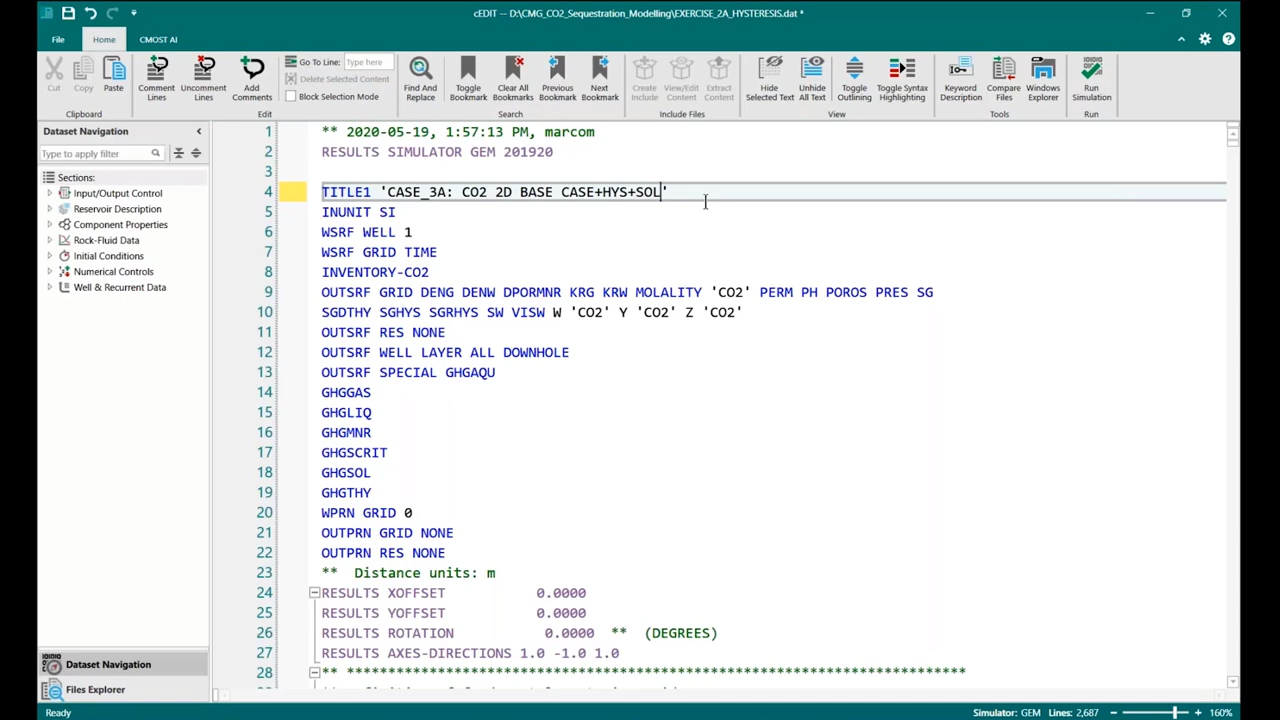 cEDIT -- D:\CMG_CO2_Sequestration_Modelling\EXERCISE_2A_HYSTERESIS.dat *
File Home CMOST AI
Cut Copy Paste Comment Lines Uncomment Lines Add Comments
Go To Line: Type here
Delete Selected Content
Block Selection Mode
Find And Replace Toggle Bookmark Clear All Bookmarks Previous Bookmark Next Bookmark
Create Include View/Edit Content Extract Content
Hide Selected Text Unhide All Text Toggle Outlining Toggle Syntax Highlighting
Keyword Description Compare Files Windows Explorer Run Simulation
Clipboard Edit Search Include Files View Tools Run
Dataset Navigation
Type to apply filter
Sections:
Input/Output Control
Reservoir Description
Component Properties
Rock-Fluid Data
Initial Conditions
Numerical Controls
Well & Recurrent Data
Dataset Navigation
Files Explorer
1 ** 2020-05-19, 1:57:13 PM, marcom
2 RESULTS SIMULATOR GEM 201920
3
4 TITLE1 'CASE_3A: CO2 2D BASE CASE+HYS+SOL'
5 INUNIT SI
6 WSRF WELL 1
7 WSRF GRID TIME
8 INVENTORY-CO2
9 OUTSRF GRID DENG DENW DPORMNR KRG KRW MOLALITY 'CO2' PERM PH POROS PRES SG
10 SGDTHY SGHYS SGRHYS SW VISW W 'CO2' Y 'CO2' Z 'CO2'
11 OUTSRF RES NONE
12 OUTSRF WELL LAYER ALL DOWNHOLE
13 OUTSRF SPECIAL GHGAQU
14 GHGGAS
15 GHGLIQ
16 GHGMNR
17 GHGSCRIT
18 GHGSOL
19 GHGTHY
20 WPRN GRID 0
21 OUTPRN GRID NONE
22 OUTPRN RES NONE
23 ** Distance units: m
24 RESULTS XOFFSET 0.0000
25 RESULTS YOFFSET 0.0000
26 RESULTS ROTATION 0.0000 ** (DEGREES)
27 RESULTS AXES-DIRECTIONS 1.0 -1.0 1.0
28 ** ***************************************************************************
Ready Simulator: GEM Lines: 2,687 160%